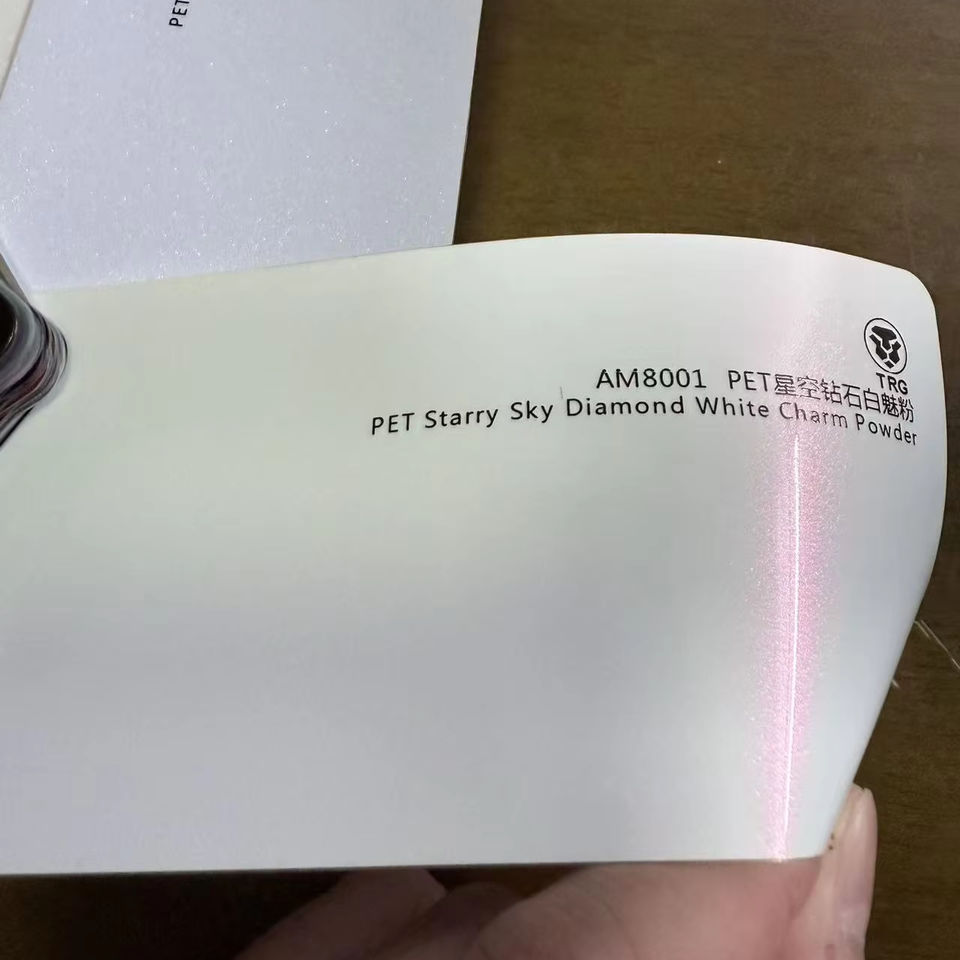 PET
TRG
AM8001 PET星空钻石白魅粉
PET Starry Sky Diamond White Charm Powder